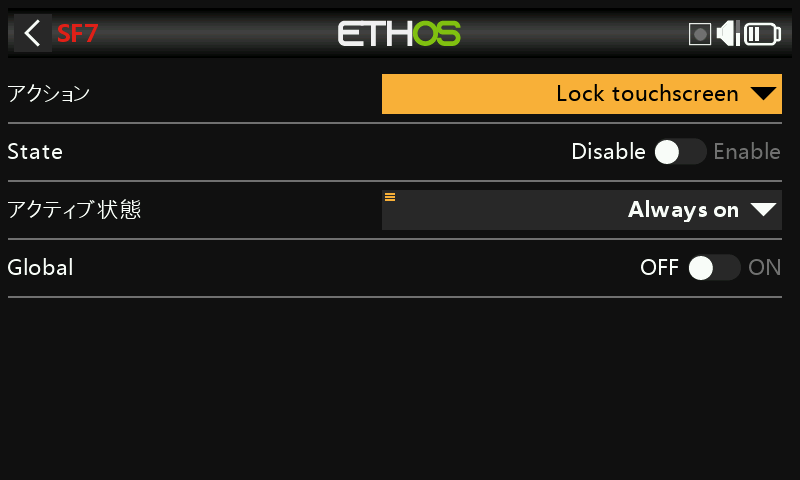 SF7 ETHOS
アクション Lock touchscreen
State Disable Enable
アクティブ状態 Always on
Global OFF ON